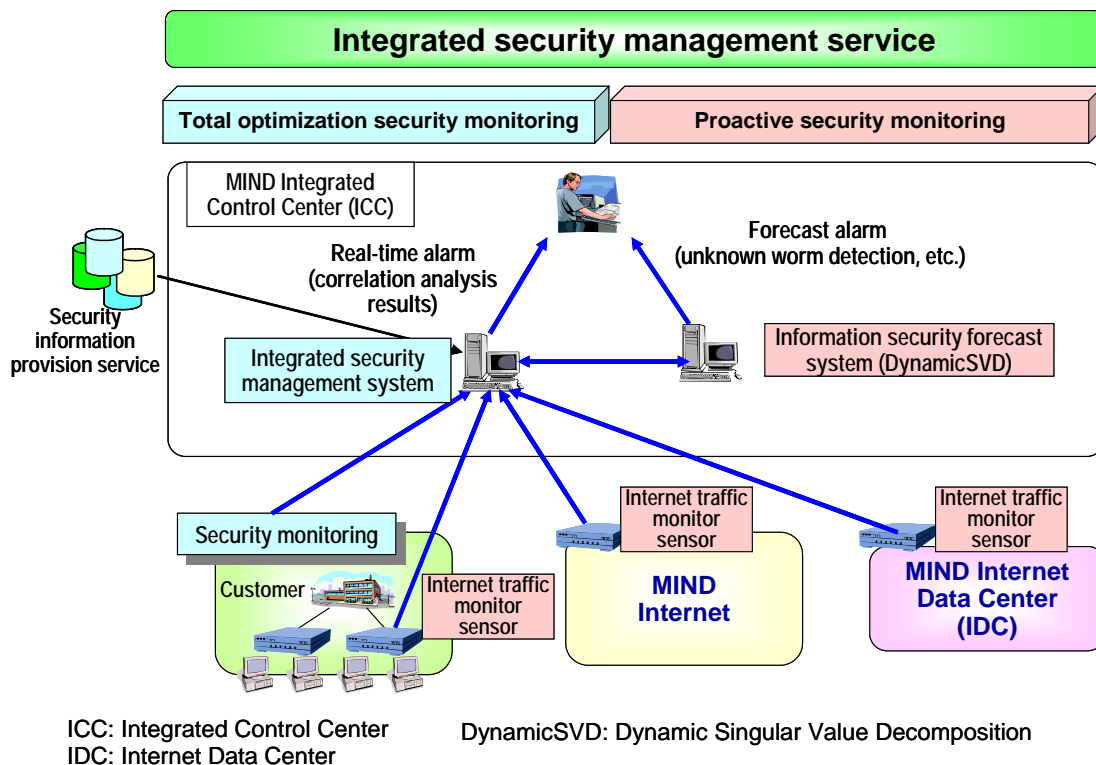 Integrated security management service
Total optimization security monitoring
Proactive security monitoring
MIND Integrated
Control Center (ICC)
Real-time alarm
(correlation analysis
results)
Forecast alarm
(unknown worm detection, etc.)
Security
information
provision service
Integrated security
management system
Information security forecast
system (DynamicSVD)
Security monitoring
Customer
Internet traffic
monitor
sensor
Internet traffic
monitor
sensor
MIND
Internet
Internet traffic
monitor
sensor
MIND Internet
Data Center
(IDC)
ICC: Integrated Control Center
IDC: Internet Data Center
DynamicSVD: Dynamic Singular Value Decomposition